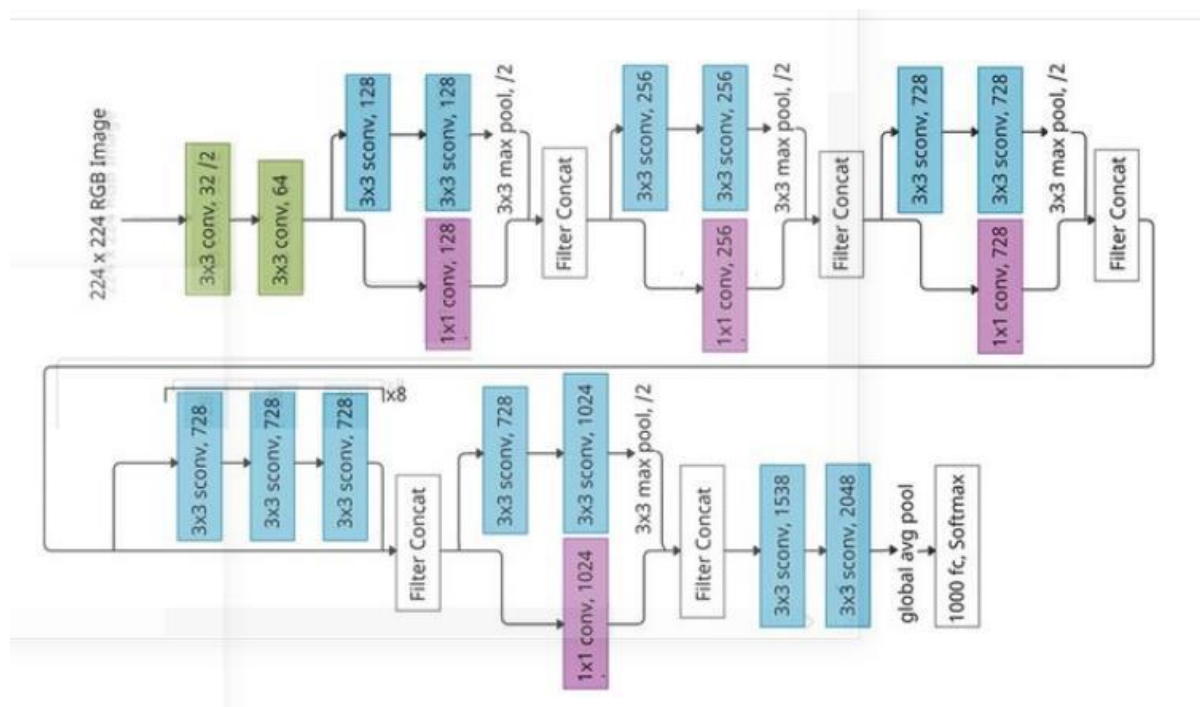 224 x 224 RGB Image
3x3 conv, 32 /2
3x3 conv, 64
3x3 sconv, 128
3x3 sconv, 128
3x3 max pool, /2
1x1 conv, 128
Filter Concat
3x3 sconv, 256
3x3 sconv, 256
3x3 max pool, /2
1x1 conv, 256
Filter Concat
3x3 sconv, 728
3x3 sconv, 728
3x3 max pool, /2
1x1 conv, 728
Filter Concat
3x3 sconv, 728
3x3 sconv, 728
3x3 sconv, 728
x8
Filter Concat
3x3 sconv, 728
3x3 sconv, 1024
3x3 max pool, /2
1x1 conv, 1024
Filter Concat
3x3 sconv, 1538
3x3 sconv, 2048
global avg pool
1000 fc, Softmax